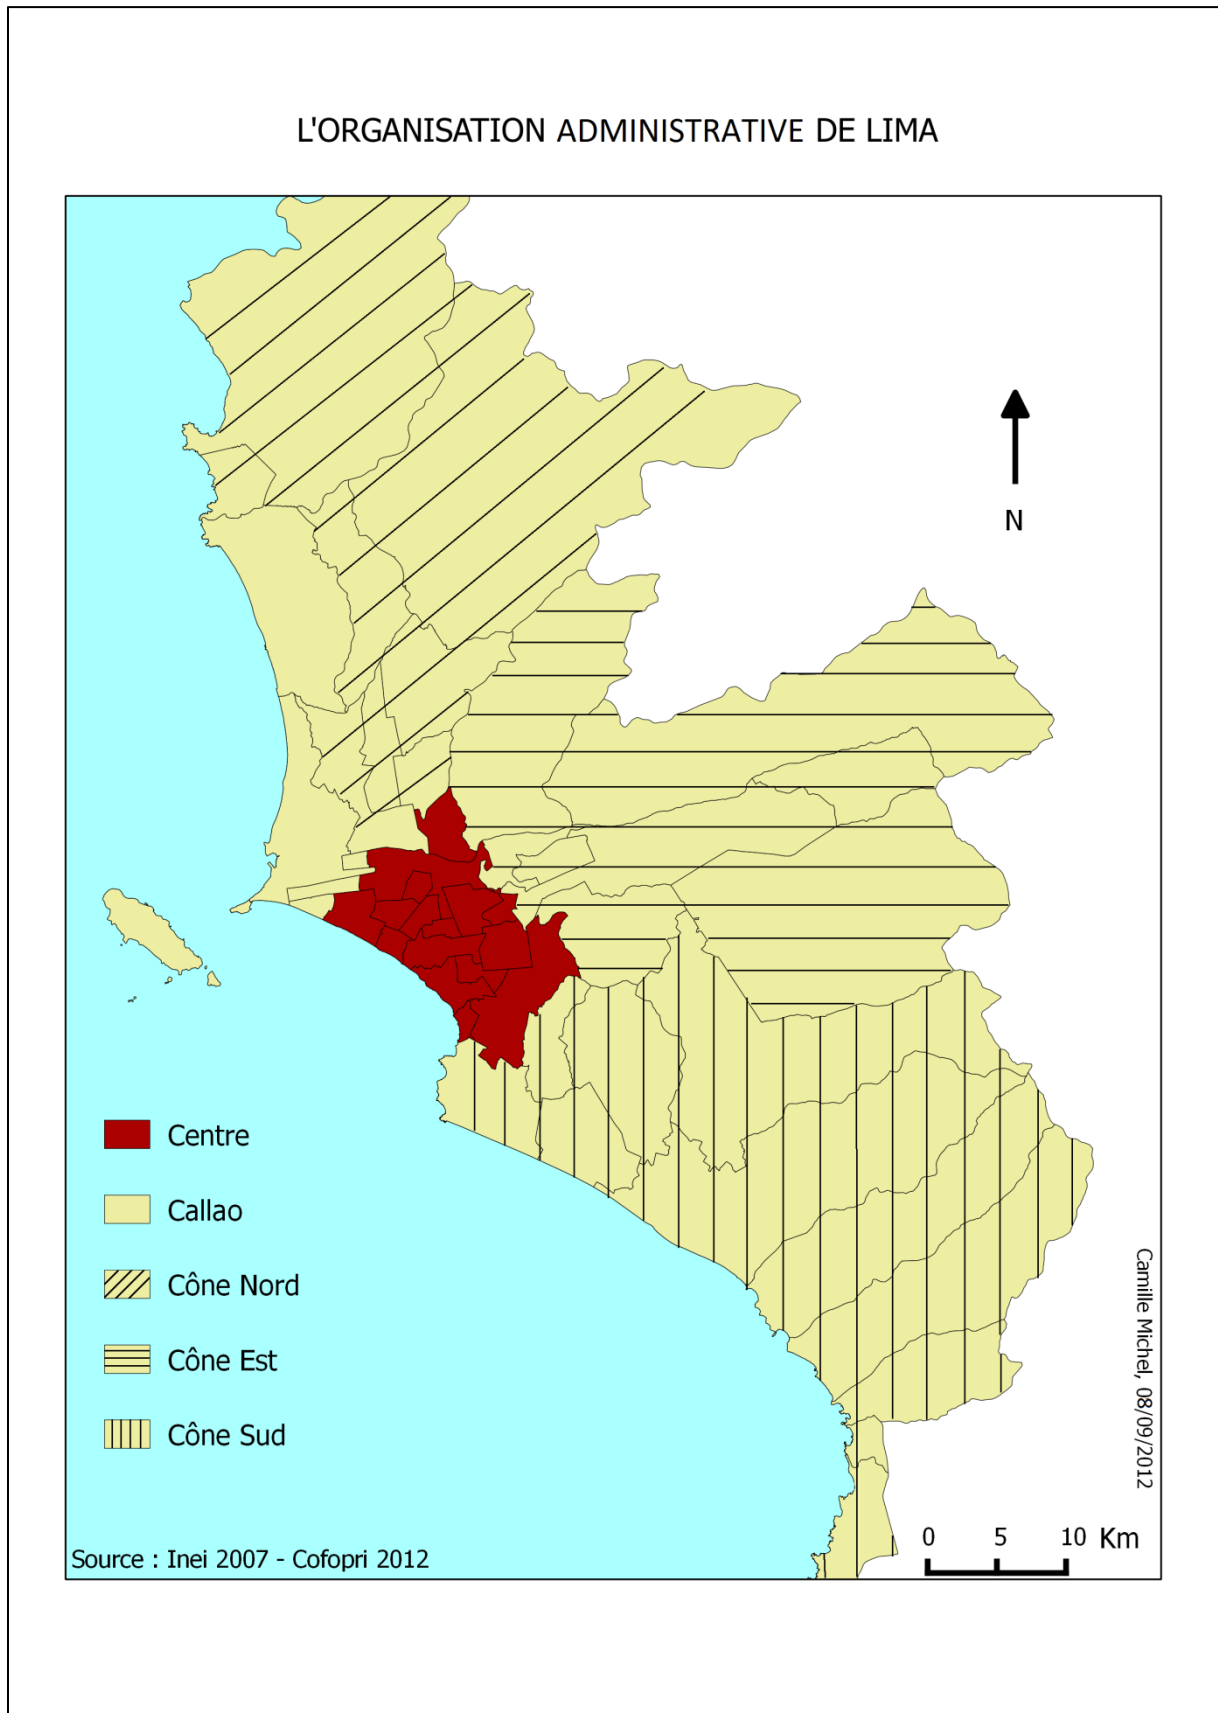 L'ORGANISATION ADMINISTRATIVE DE LIMA
N
Centre
Callao
Cône Nord
Cône Est
Cône Sud
Camille Michel, 08/09/2012
0 5 10 Km
Source : Inei 2007 - Cofopri 2012